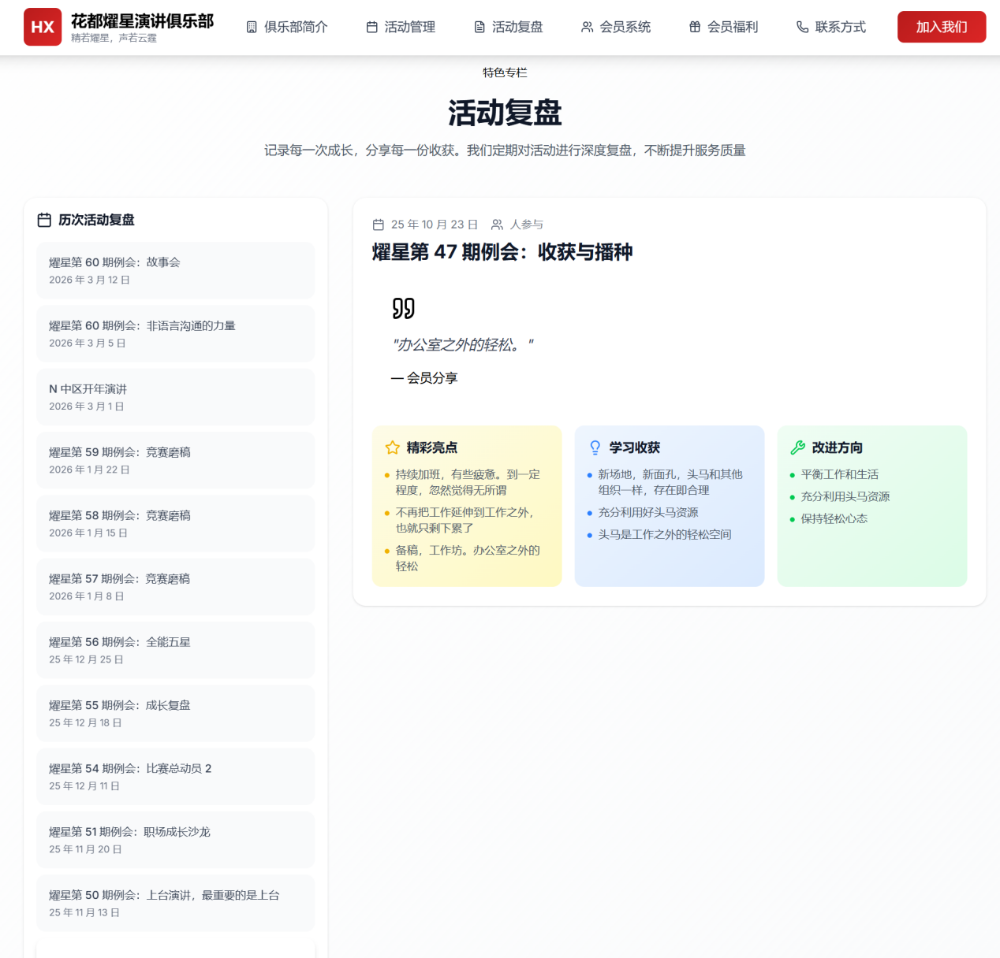 HX
花都燿星演讲俱乐部
精若燿星，声若云霆
俱乐部简介
活动管理
活动复盘
会员系统
会员福利
联系方式
加入我们
特色专栏
活动复盘
记录每一次成长，分享每一份收获。我们定期对活动进行深度复盘，不断提升服务质量
历次活动复盘
燿星第 60 期例会：故事会
2026 年 3 月 12 日
燿星第 60 期例会：非语言沟通的力量
2026 年 3 月 5 日
N 中区开年演讲
2026 年 3 月 1 日
燿星第 59 期例会：竞赛磨稿
2026 年 1 月 22 日
燿星第 58 期例会：竞赛磨稿
2026 年 1 月 15 日
燿星第 57 期例会：竞赛磨稿
2026 年 1 月 8 日
燿星第 56 期例会：全能五星
25 年 12 月 25 日
燿星第 55 期例会：成长复盘
25 年 12 月 18 日
燿星第 54 期例会：比赛总动员 2
25 年 12 月 11 日
燿星第 51 期例会：职场成长沙龙
25 年 11 月 20 日
燿星第 50 期例会：上台演讲，最重要的是上台
25 年 11 月 13 日
25 年 10 月 23 日
人参与
燿星第 47 期例会：收获与播种
"办公室之外的轻松。"
— 会员分享
精彩亮点
持续加班，有些疲惫。到一定
程度，忽然觉得无所谓
不再把工作延伸到工作之外，
也就只剩下累了
备稿，工作坊。办公室之外的
轻松
学习收获
新场地，新面孔，头马和其他
组织一样，存在即合理
充分利用好头马资源
头马是工作之外的轻松空间
改进方向
平衡工作和生活
充分利用头马资源
保持轻松心态